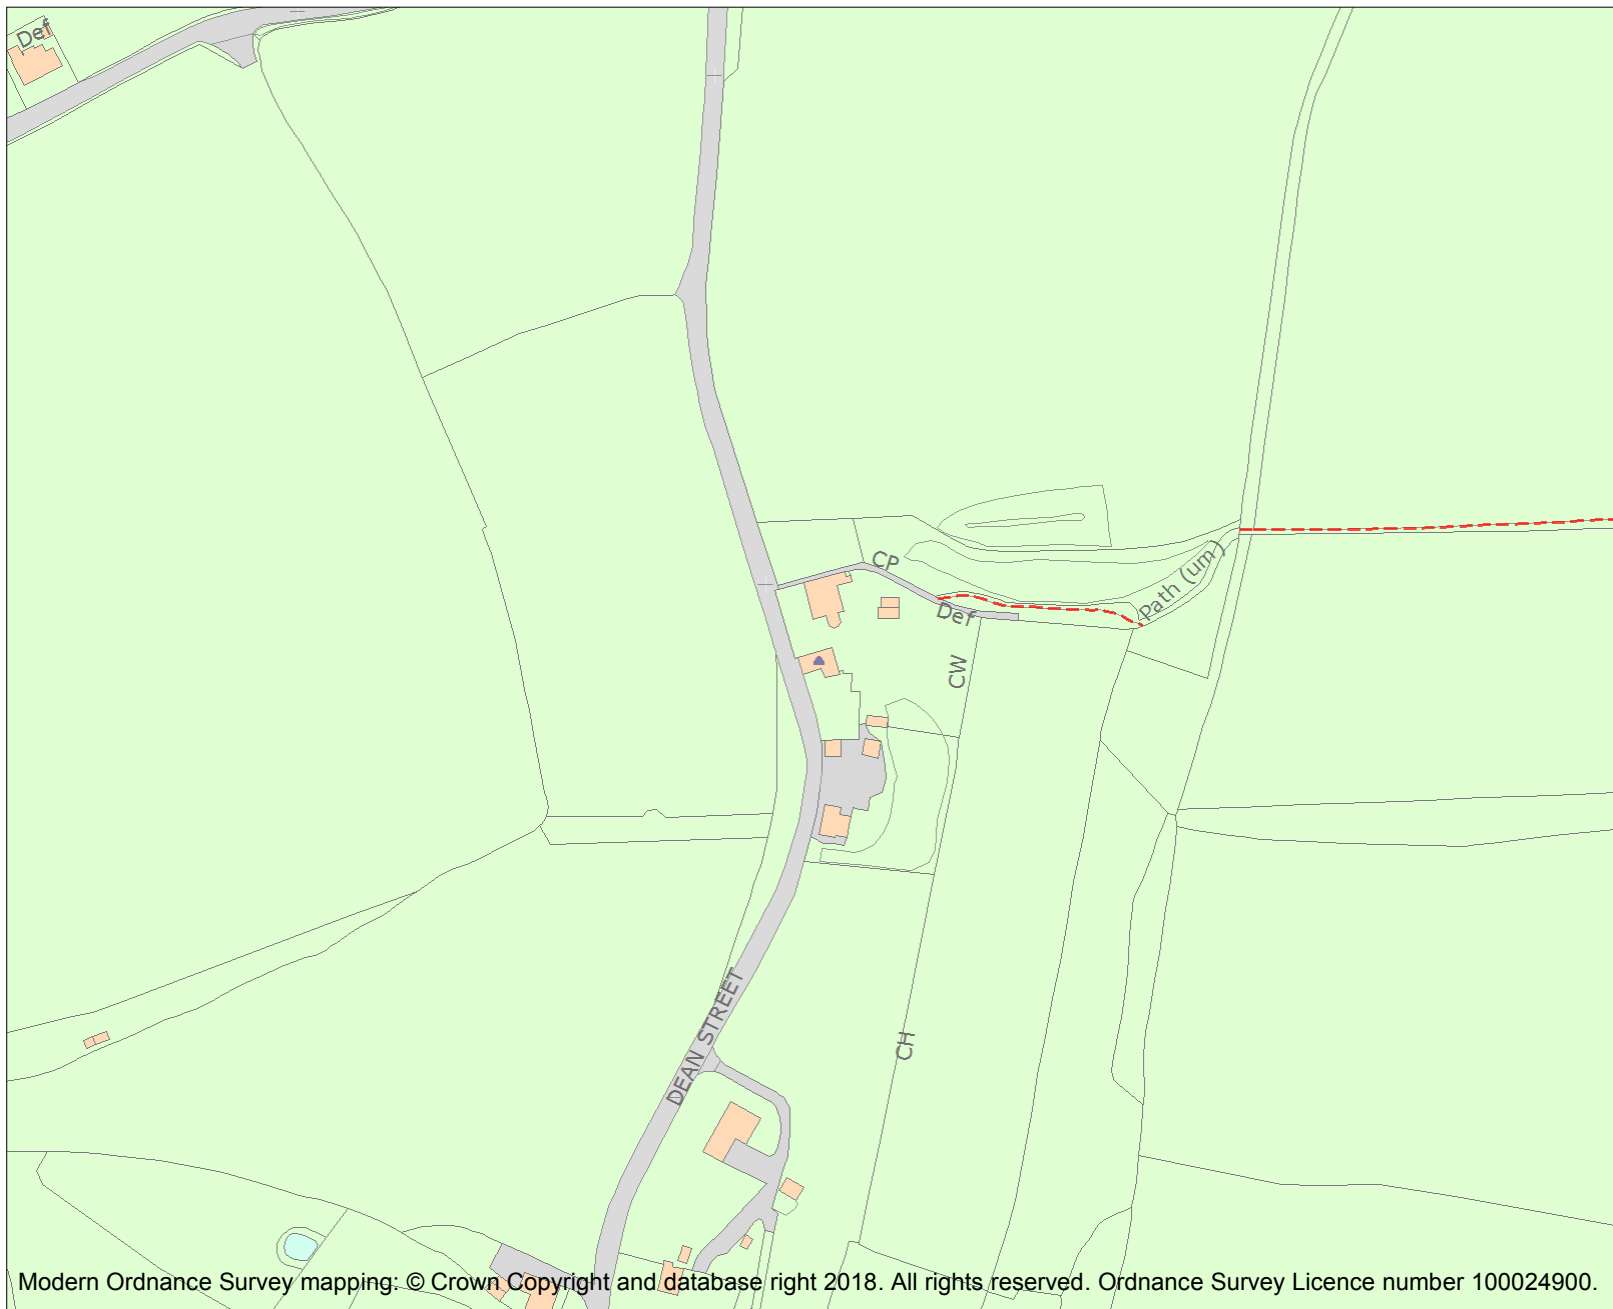 Def
CP
Path (um)
Def
CW
DEAN STREET
CH
Modern Ordnance Survey mapping: © Crown Copyright and database right 2018. All rights reserved. Ordnance Survey Licence number 100024900.